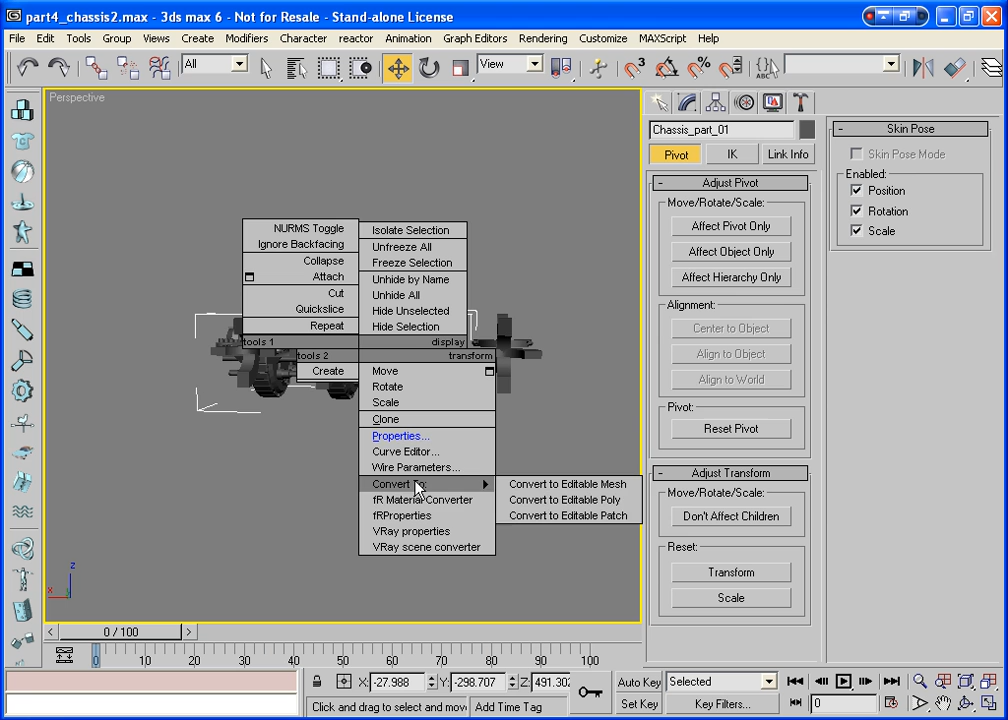 part4_chassis2.max - 3ds max 6 - Not for Resale - Stand-alone License
File Edit Tools Group Views Create Modifiers Character reactor Animation Graph Editors Rendering Customize MAXScript Help
All
View
Perspective
NURMS Toggle
Ignore Backfacing
Collapse
Attach
Cut
Quickslice
Repeat
tools 1
Isolate Selection
Unfreeze All
Freeze Selection
Unhide by Name
Unhide All
Hide Unselected
Hide Selection
display
tools 2
Create
transform
Move
Rotate
Scale
Clone
Properties...
Curve Editor...
Wire Parameters...
Convert To:
fR Material Converter
fRProperties
VRay properties
VRay scene converter
Convert to Editable Mesh
Convert to Editable Poly
Convert to Editable Patch
z
x
Chassis_part_01
Pivot IK Link Info
- Adjust Pivot
Move/Rotate/Scale:
Affect Pivot Only
Affect Object Only
Affect Hierarchy Only
Alignment:
Center to Object
Align to Object
Align to World
Pivot:
Reset Pivot
- Adjust Transform
Move/Rotate/Scale:
Don't Affect Children
Reset:
Transform
Scale
- Skin Pose
Skin Pose Mode
Enabled:
Position
Rotation
Scale
< 0 / 100 >
0 10 20 30 40 50 60 70 80 90 100
X: -27.988 Y: -298.707 Z: 491.302
Click and drag to select and mov
Add Time Tag
Auto Key Selected
Set Key Key Filters...
0